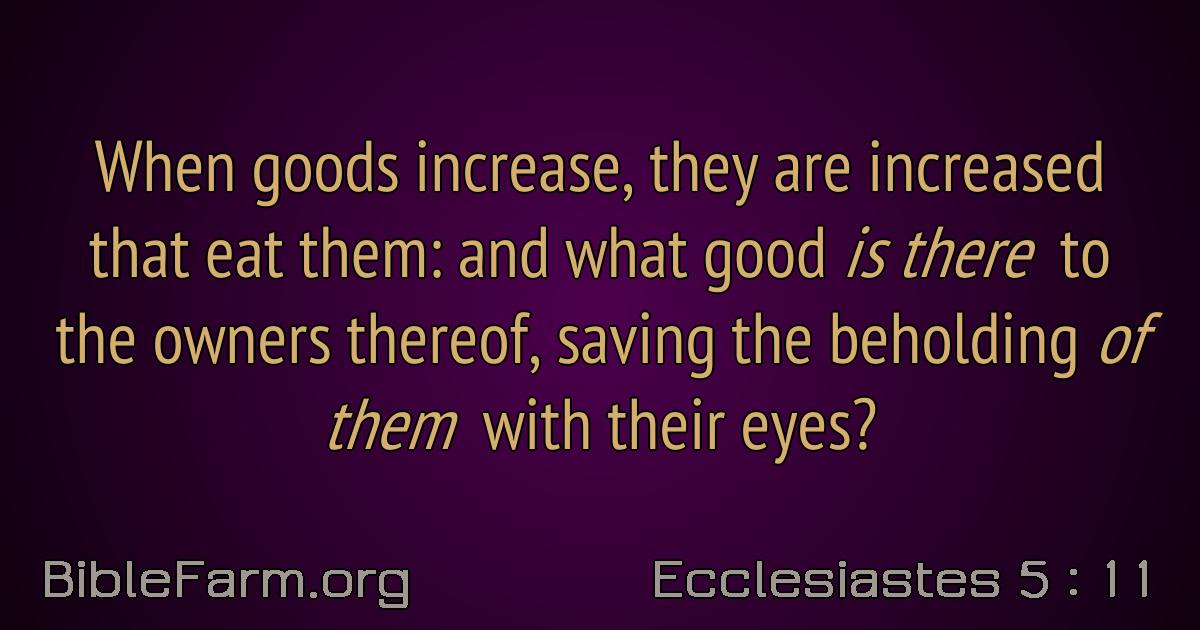 When goods increase, they are increased
that eat them: and what good is there to
the owners thereof, saving the beholding of
them with their eyes?
BibleFarm.org
Ecclesiastes 5 : 11